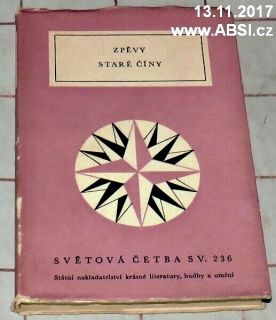 13.11.2017
www.ABSI.cz
ZPĚVY
STARÉ ČÍNY
SVĚTOVÁ ČETBA SV. 236
Státní nakladatelství krásné literatury, hudby a umění